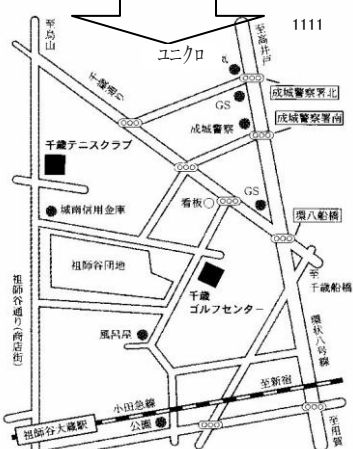 1111
至烏山
ユニクロ
至高井戸
千歳通り
P
成城警察署北
GS
成城警察署南
成城警察
千歳テニスクラブ
GS
看板
城南信用金庫
環八船橋
祖師谷団地
至千歳船橋
千歳
ゴルフセンター
祖師谷通り(商店街)
環状八号線
風呂屋
至新宿
小田急線
公園
祖師谷大蔵駅
至用賀